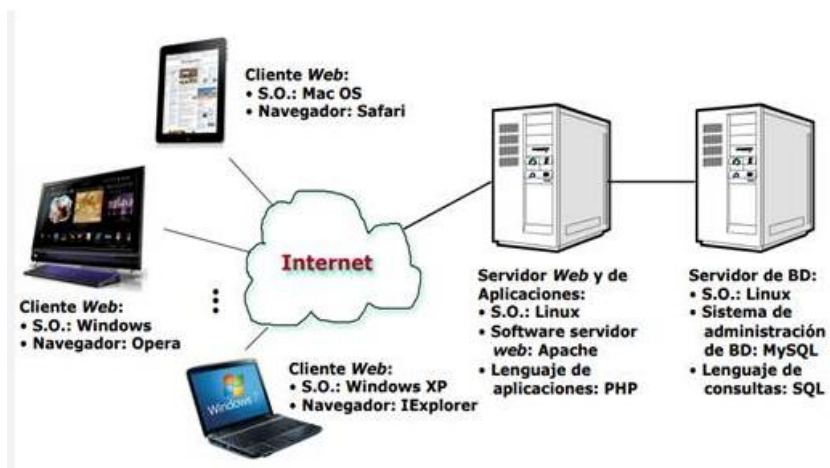 Cliente Web:
• S.O.: Mac OS
• Navegador: Safari
Cliente Web:
• S.O.: Windows
• Navegador: Opera
Internet
Cliente Web:
• S.O.: Windows XP
• Navegador: IExplorer
Servidor Web y de
Aplicaciones:
• S.O.: Linux
• Software servidor
web: Apache
• Lenguaje de
aplicaciones: PHP
Servidor de BD:
• S.O.: Linux
• Sistema de
administración
de BD: MySQL
• Lenguaje de
consultas: SQL